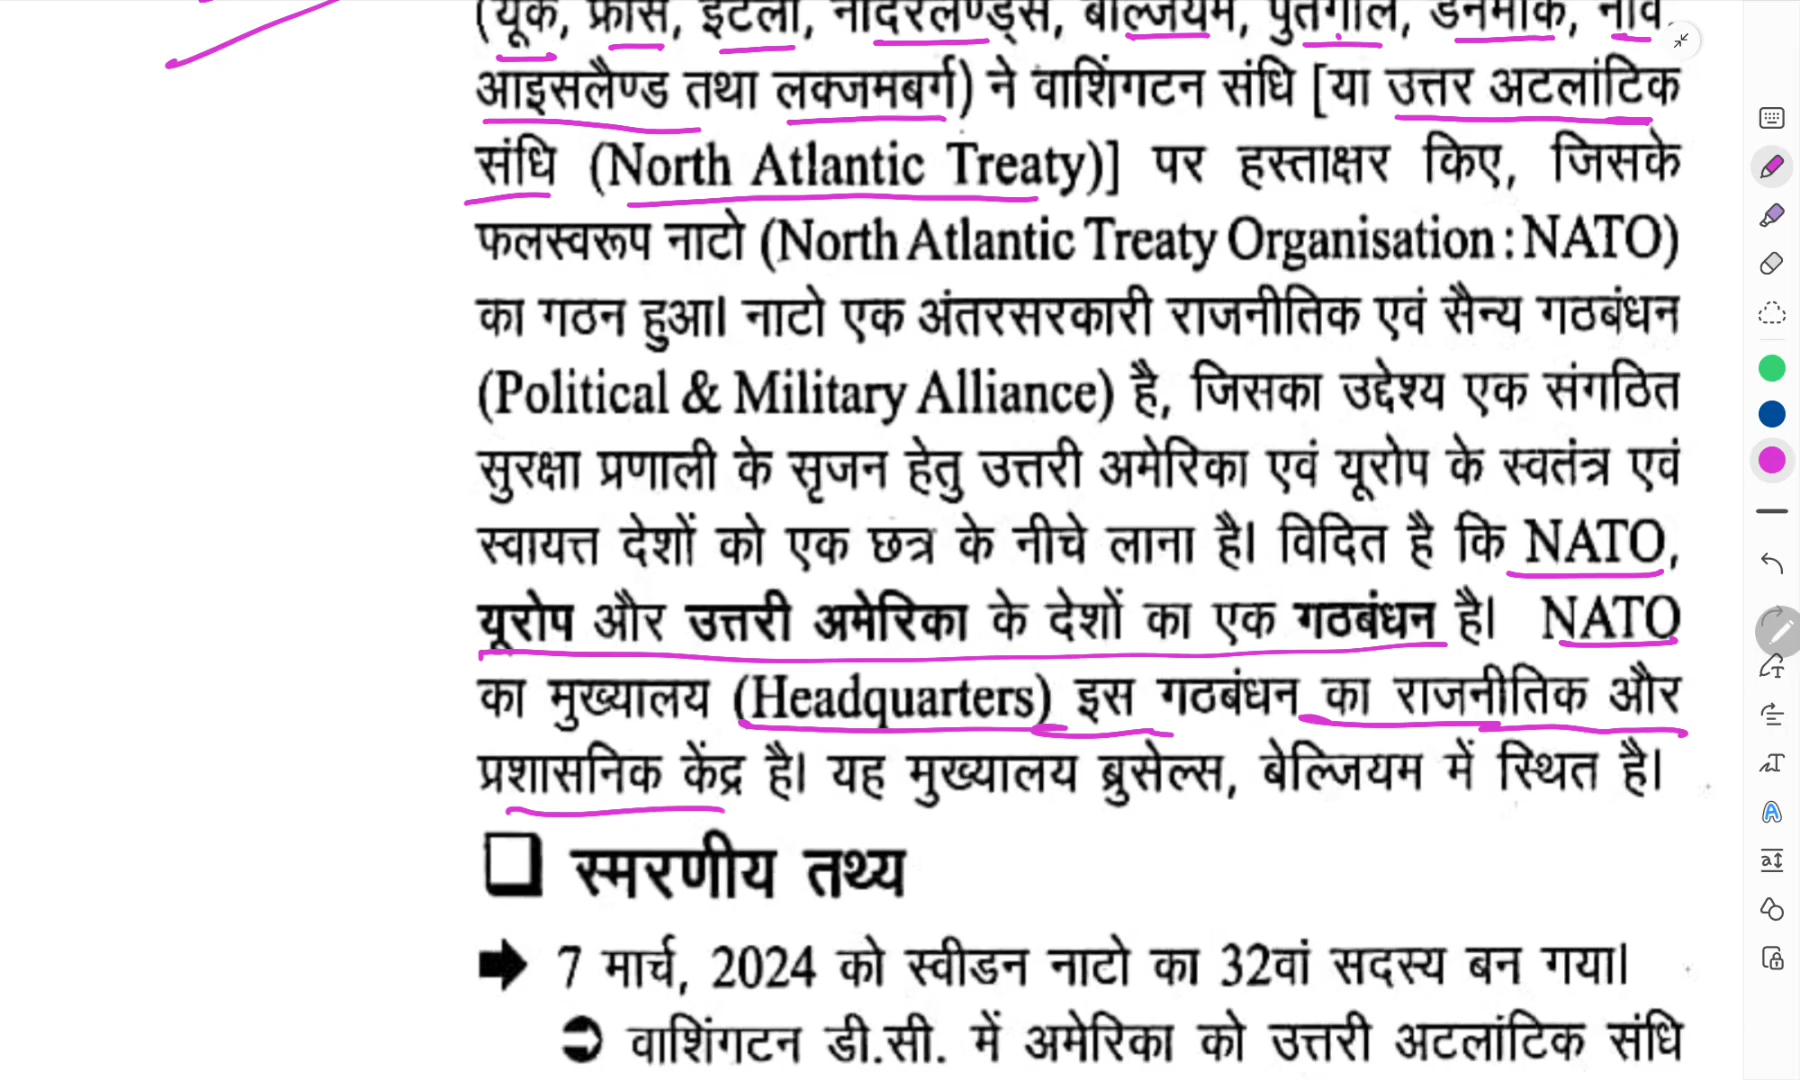 (यूके, फ्रांस, इटली, नीदरलैण्ड्स, बेल्जियम, पुर्तगाल, डेनमार्क, नॉर्वे,
आइसलैण्ड तथा लक्जमबर्ग) ने वाशिंगटन संधि [या उत्तर अटलांटिक
संधि (North Atlantic Treaty)] पर हस्ताक्षर किए, जिसके
फलस्वरूप नाटो (North Atlantic Treaty Organisation : NATO)
का गठन हुआ। नाटो एक अंतरसरकारी राजनीतिक एवं सैन्य गठबंधन
(Political & Military Alliance) है, जिसका उद्देश्य एक संगठित
सुरक्षा प्रणाली के सृजन हेतु उत्तरी अमेरिका एवं यूरोप के स्वतंत्र एवं
स्वायत्त देशों को एक छत्र के नीचे लाना है। विदित है कि NATO,
यूरोप और उत्तरी अमेरिका के देशों का एक गठबंधन है। NATO
का मुख्यालय (Headquarters) इस गठबंधन का राजनीतिक और
प्रशासनिक केंद्र है। यह मुख्यालय ब्रुसेल्स, बेल्जियम में स्थित है।
स्मरणीय तथ्य
7 मार्च, 2024 को स्वीडन नाटो का 32वां सदस्य बन गया।
वाशिंगटन डी.सी. में अमेरिका को उत्तरी अटलांटिक संधि